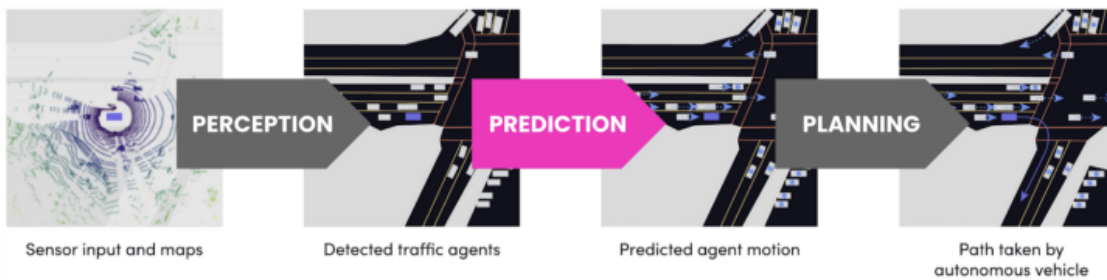 PERCEPTION
PREDICTION
PLANNING
Sensor input and maps
Detected traffic agents
Predicted agent motion
Path taken by
autonomous vehicle